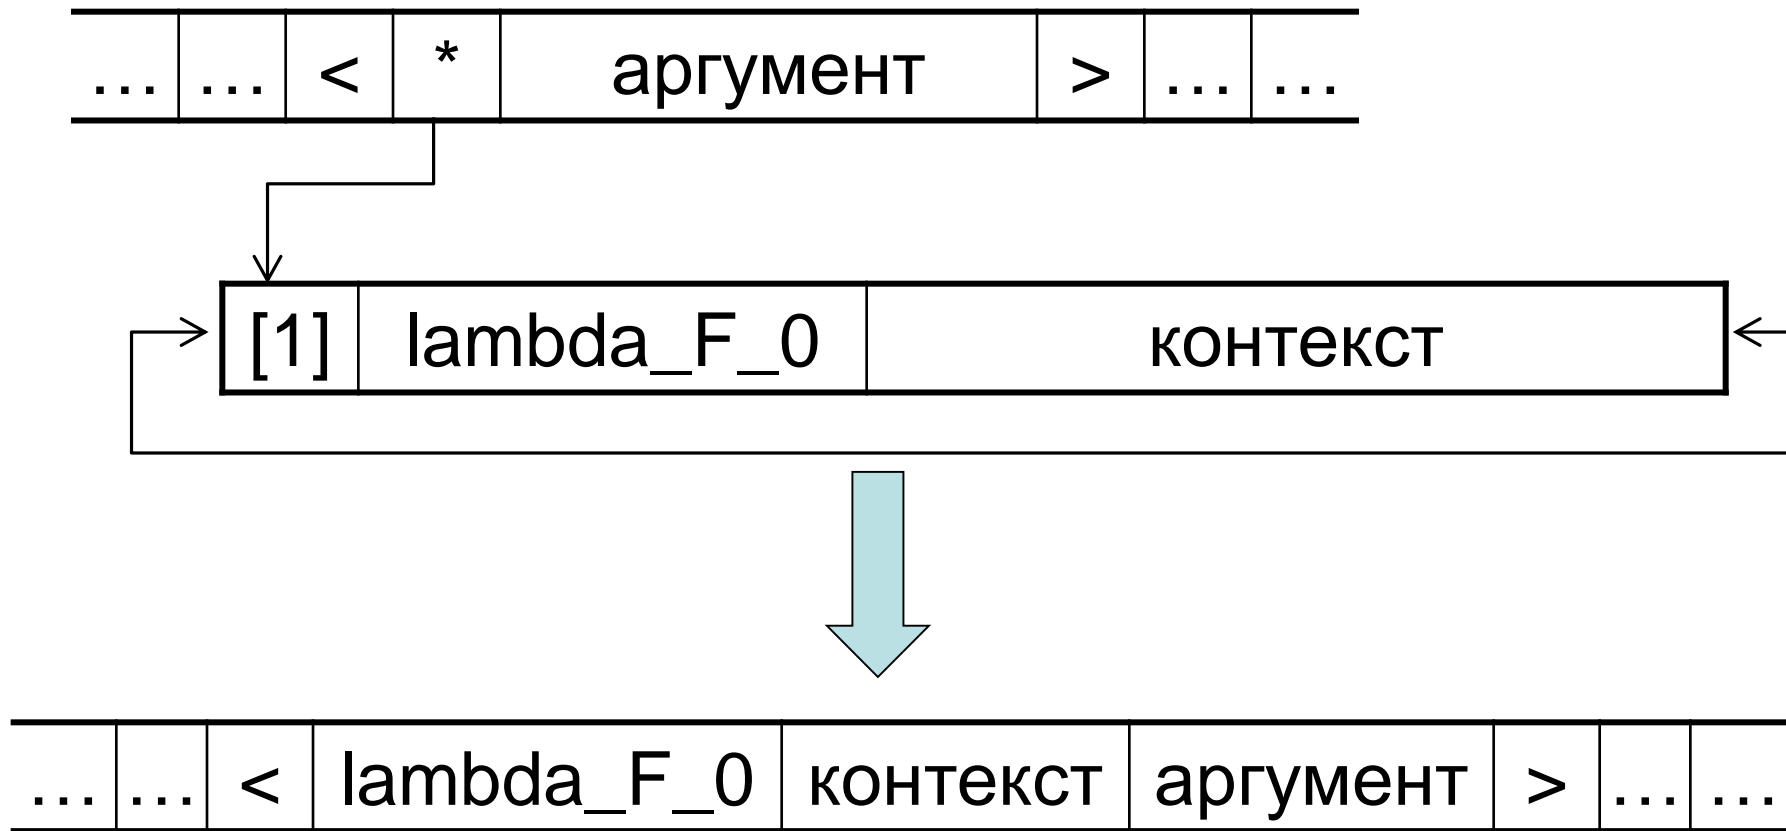 … … < * аргумент > … …
[1] lambda_F_0 контекст
… … < lambda_F_0 контекст аргумент > … …